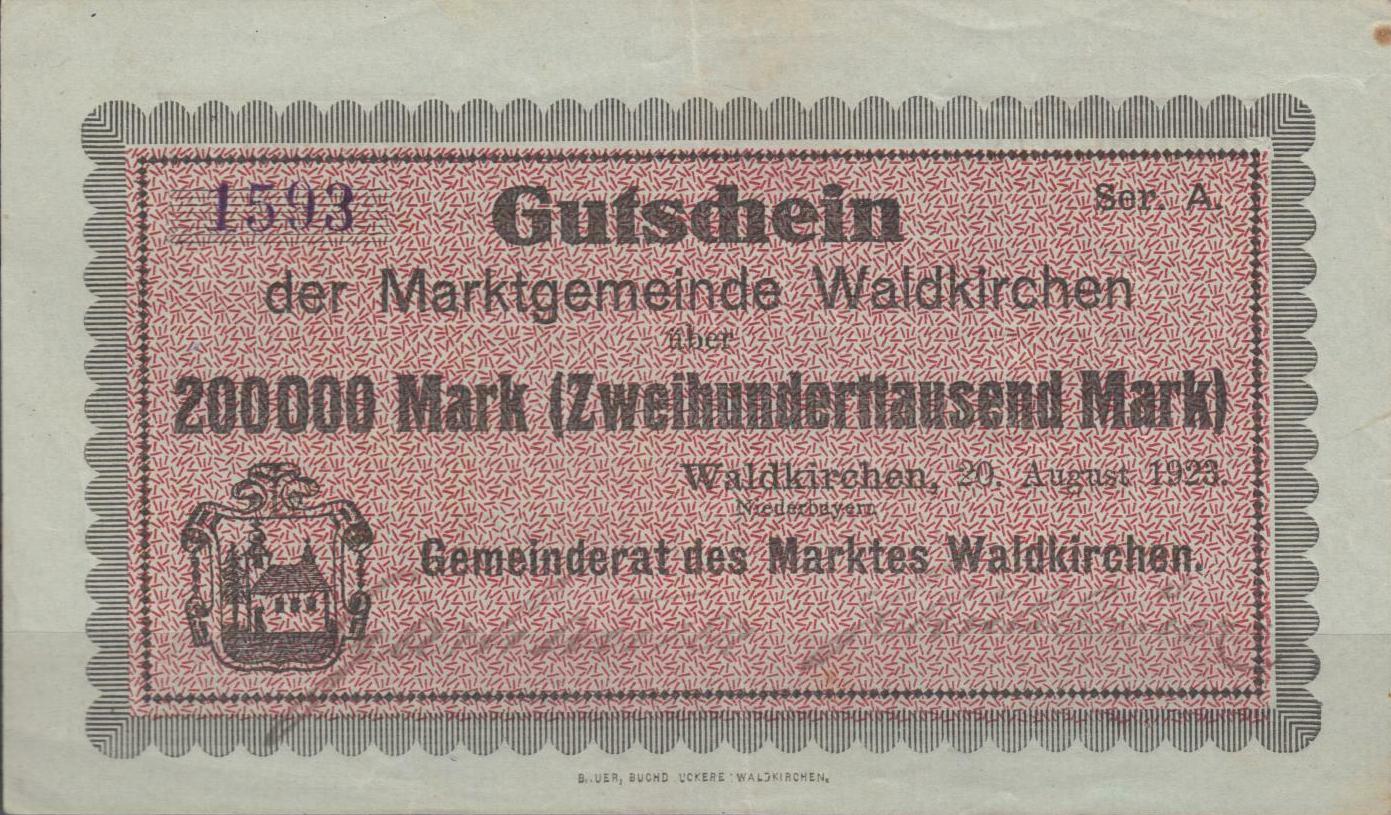 1593
Gutschein
Ser. A.
der Marktgemeinde Waldkirchen
über
200000 Mark (Zweihunderttausend Mark)
Waldkirchen, 20. August 1923.
Niederbayern
Gemeinderat des Marktes Waldkirchen.
WALDKIRCHEN.